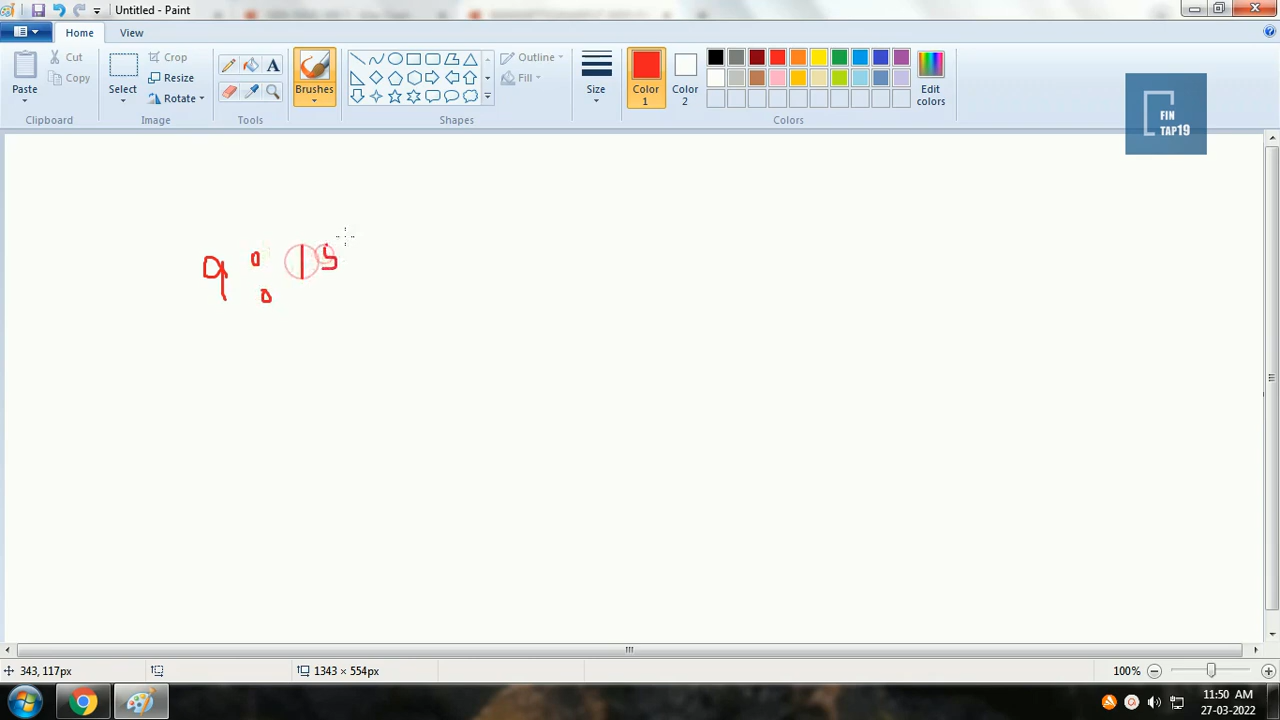 Untitled - Paint
Home View
Paste Cut Copy Select Crop Resize Rotate A Brushes Outline Fill Size Color 1 Color 2 Edit colors
Clipboard Image Tools Shapes Colors
FIN
TAP19
9:15
343, 117px 1343 × 554px 100%
11:50 AM
27-03-2022